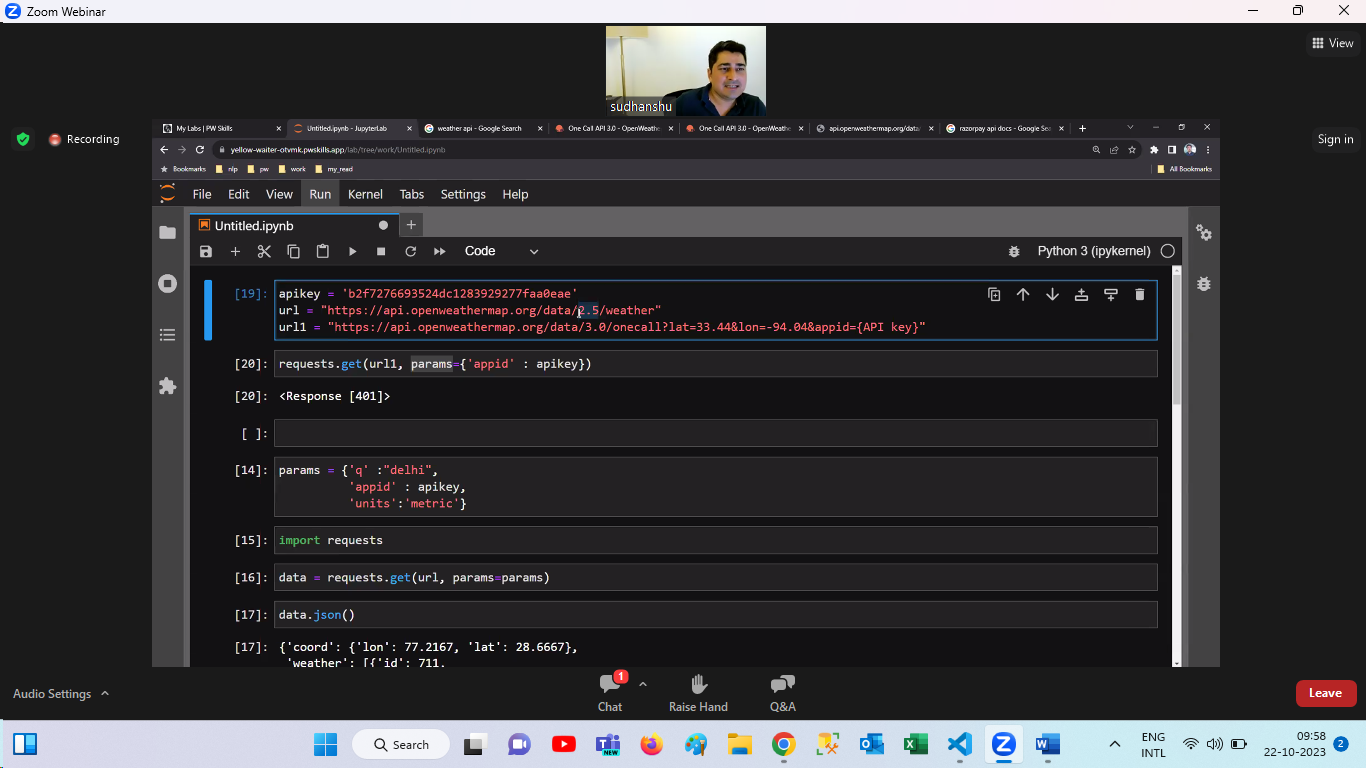 Zoom Webinar
View
sudhanshu
Recording
Sign in
My Labs | PW Skills
Untitled.ipynb - JupyterLab
weather api - Google Search
One Call API 3.0 - OpenWeathe
One Call API 3.0 - OpenWeathe
api.openweathermap.org/data/
razorpay api docs - Google Sea
yellow-waiter-otvmk.pwskills.app/lab/tree/work/Untitled.ipynb
Bookmarks nlp pw work my_read All Bookmarks
File Edit View Run Kernel Tabs Settings Help
Untitled.ipynb
Code Python 3 (ipykernel)
[19]: apikey = 'b2f7276693524dc1283929277faa0eae'
url = "https://api.openweathermap.org/data/2.5/weather"
url1 = "https://api.openweathermap.org/data/3.0/onecall?lat=33.44&lon=-94.04&appid={API key}"
[20]: requests.get(url1, params={'appid' : apikey})
[20]: <Response [401]>
[ ]:
[14]: params = {'q' :"delhi",
'appid' : apikey,
'units':'metric'}
[15]: import requests
[16]: data = requests.get(url, params=params)
[17]: data.json()
[17]: {'coord': {'lon': 77.2167, 'lat': 28.6667},
'weather': [{'id': 711,
Audio Settings
1
Chat
Raise Hand
Q&A
Leave
Search
NEW
ENG
INTL
09:58
22-10-2023
2